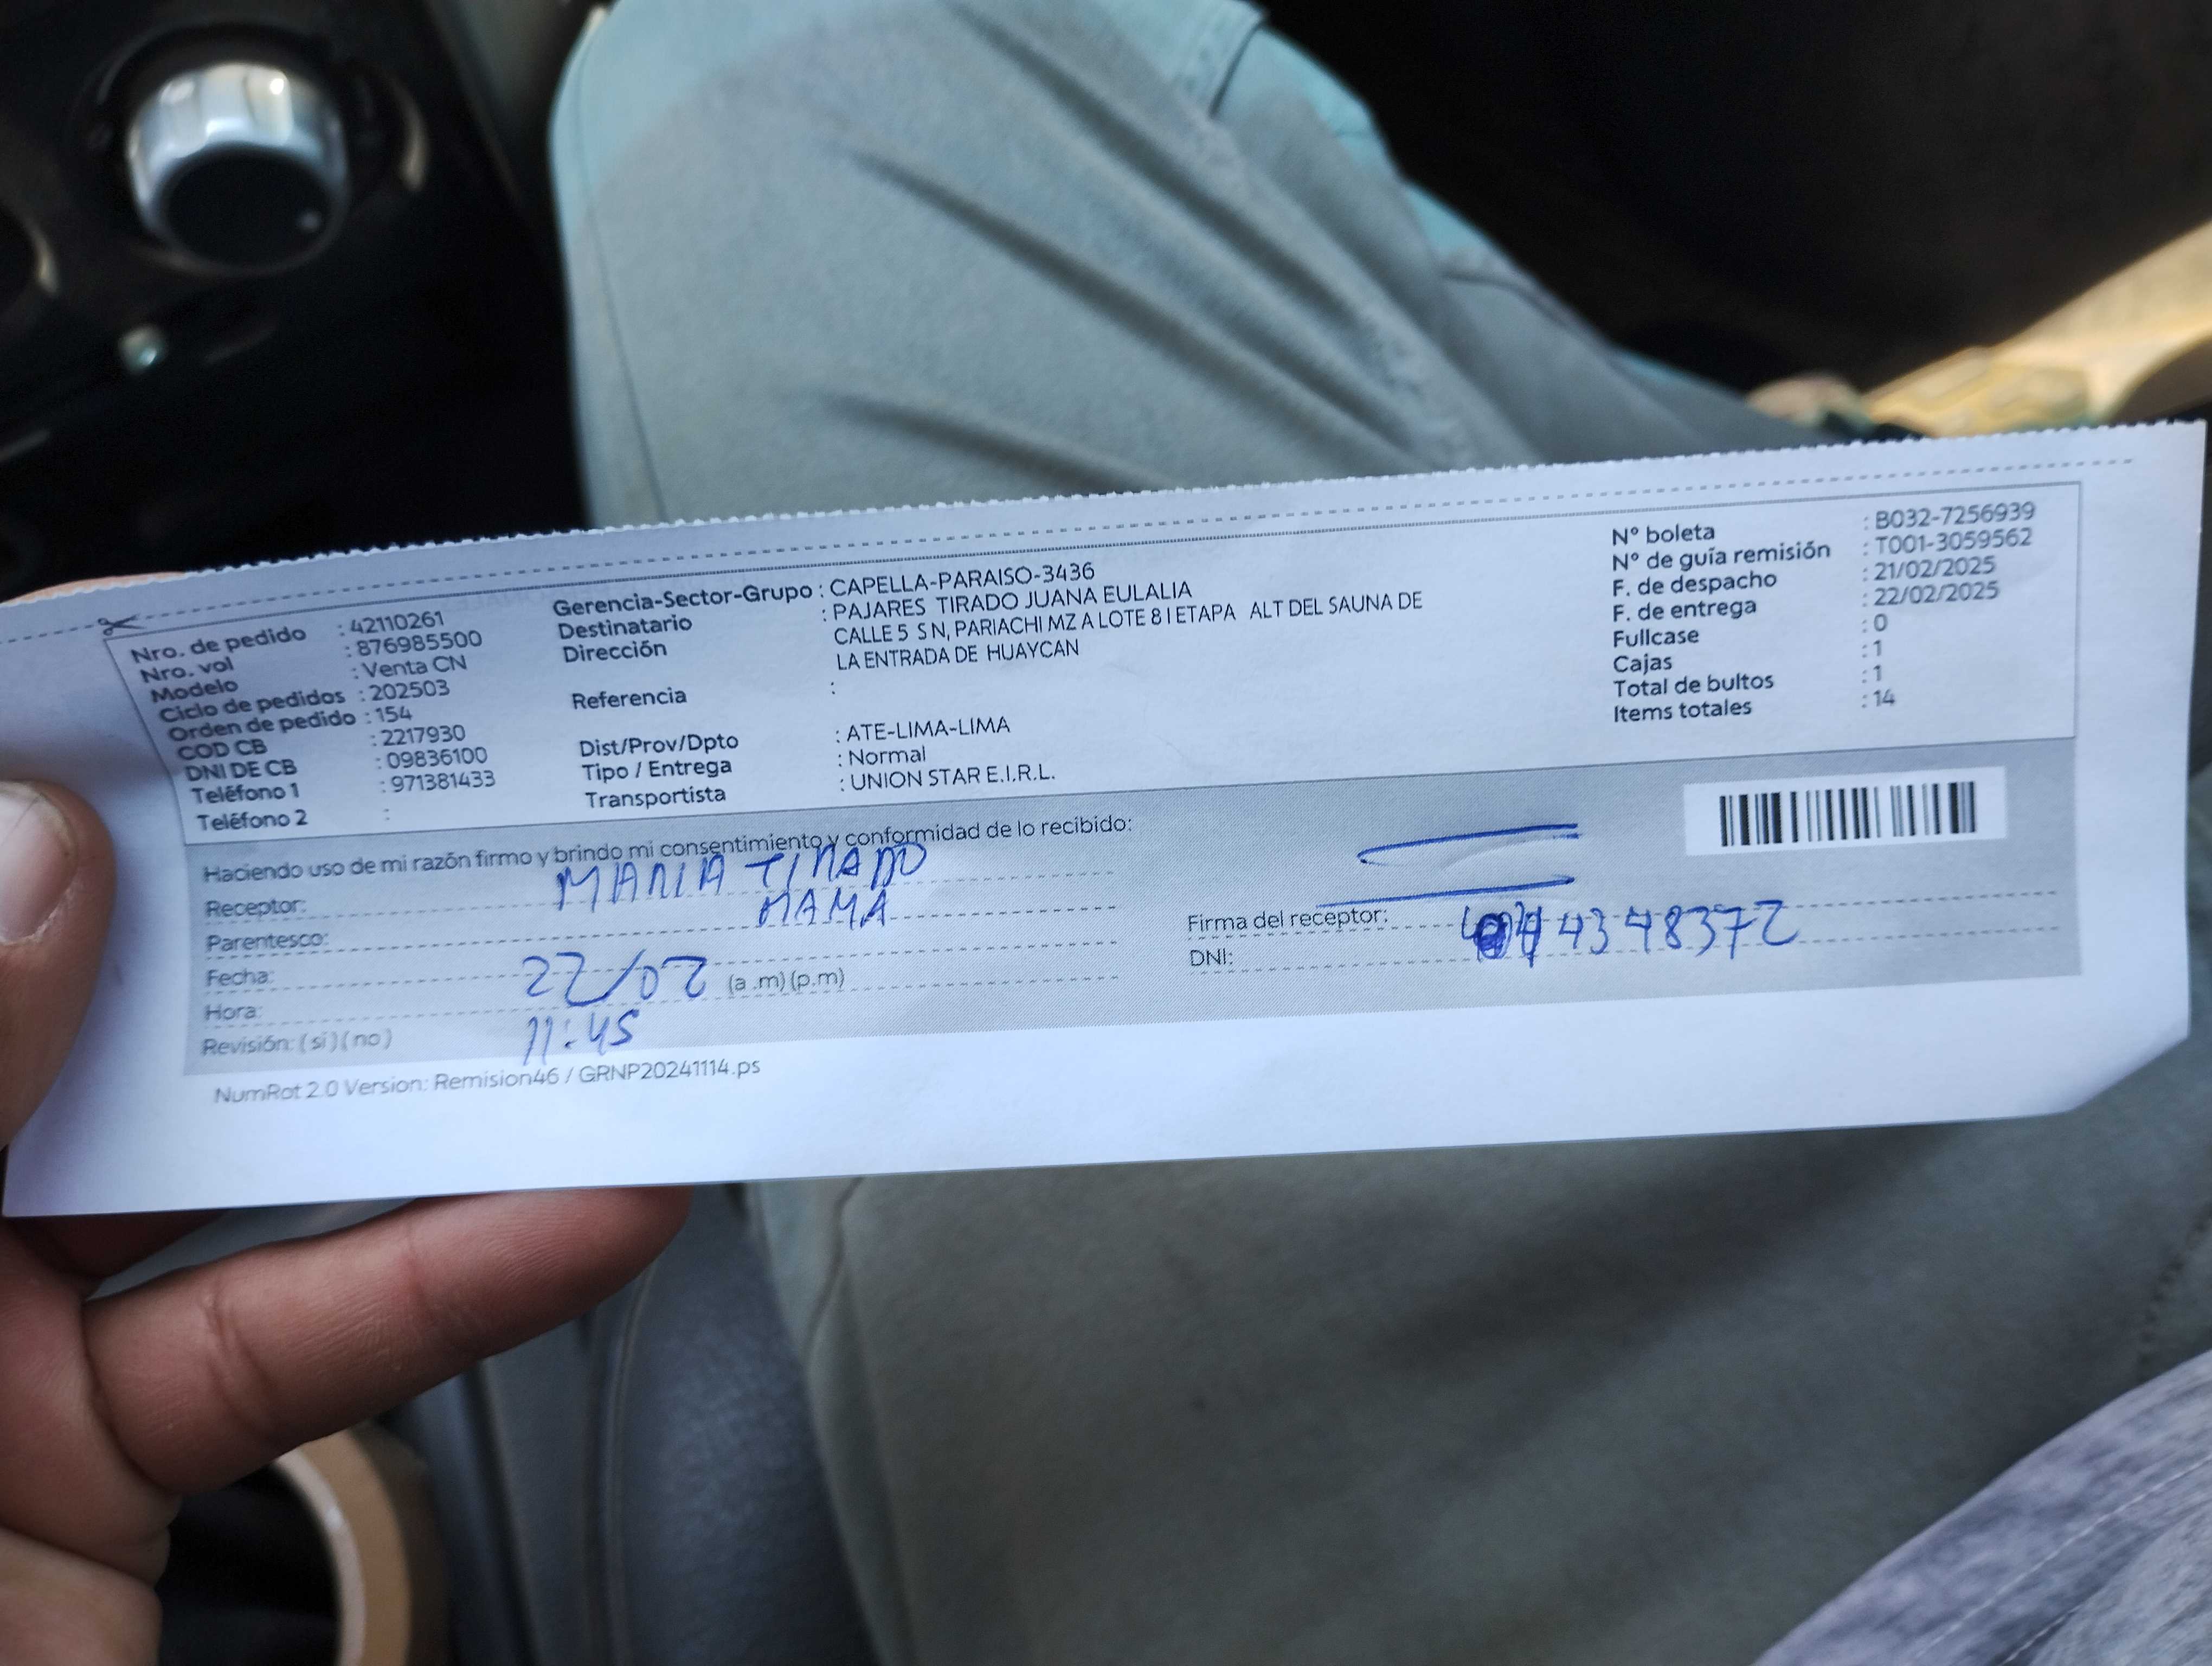 Nro. de pedido : 42110261
Nro. vol : 876985500
Modelo : Venta CN
Ciclo de pedidos : 202503
Orden de pedido : 154
COD CB : 2217930
DNI DE CB : 09836100
Teléfono 1 : 971381433
Teléfono 2 :
Gerencia-Sector-Grupo : CAPELLA-PARAISO-3436
Destinatario : PAJARES TIRADO JUANA EULALIA
Dirección CALLE 5 S N, PARIACHI MZ A LOTE 8 I ETAPA ALT DEL SAUNA DE
LA ENTRADA DE HUAYCAN
Referencia :
Dist/Prov/Dpto : ATE-LIMA-LIMA
Tipo / Entrega : Normal
Transportista : UNION STAR E.I.R.L.
N° boleta : B032-7256939
N° de guía remisión : T001-3059562
F. de despacho : 21/02/2025
F. de entrega : 22/02/2025
Fullcase : 0
Cajas : 1
Total de bultos : 1
Items totales : 14
Haciendo uso de mi razón firmo y brindo mi consentimiento y conformidad de lo recibido:
Receptor: MARIA TIRADO
Parentesco: MAMA
Fecha: 22/02
Hora: (a .m) (p.m)
11:45
Revisión: ( si ) ( no )
Firma del receptor:
DNI: 4348372
NumRot 2.0 Version: Remision46 / GRNP20241114.ps